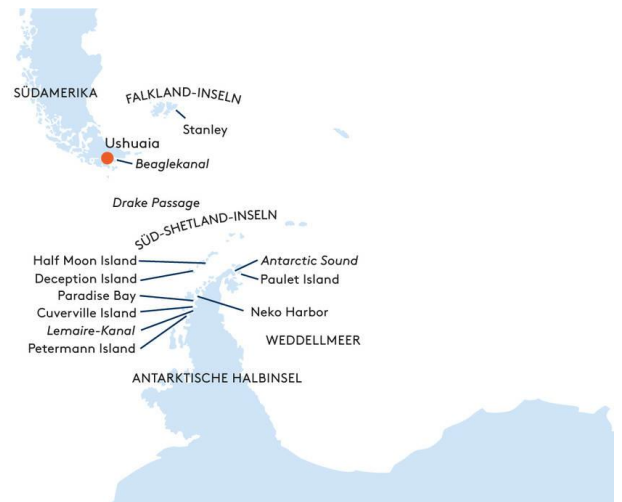 SÜDAMERIKA
FALKLAND-INSELN
Stanley
Ushuaia
Beaglekanal
Drake Passage
SÜD-SHETLAND-INSELN
Half Moon Island
Antarctic Sound
Deception Island
Paulet Island
Paradise Bay
Cuverville Island
Neko Harbor
Lemaire-Kanal
WEDDELLMEER
Petermann Island
ANTARKTISCHE HALBINSEL